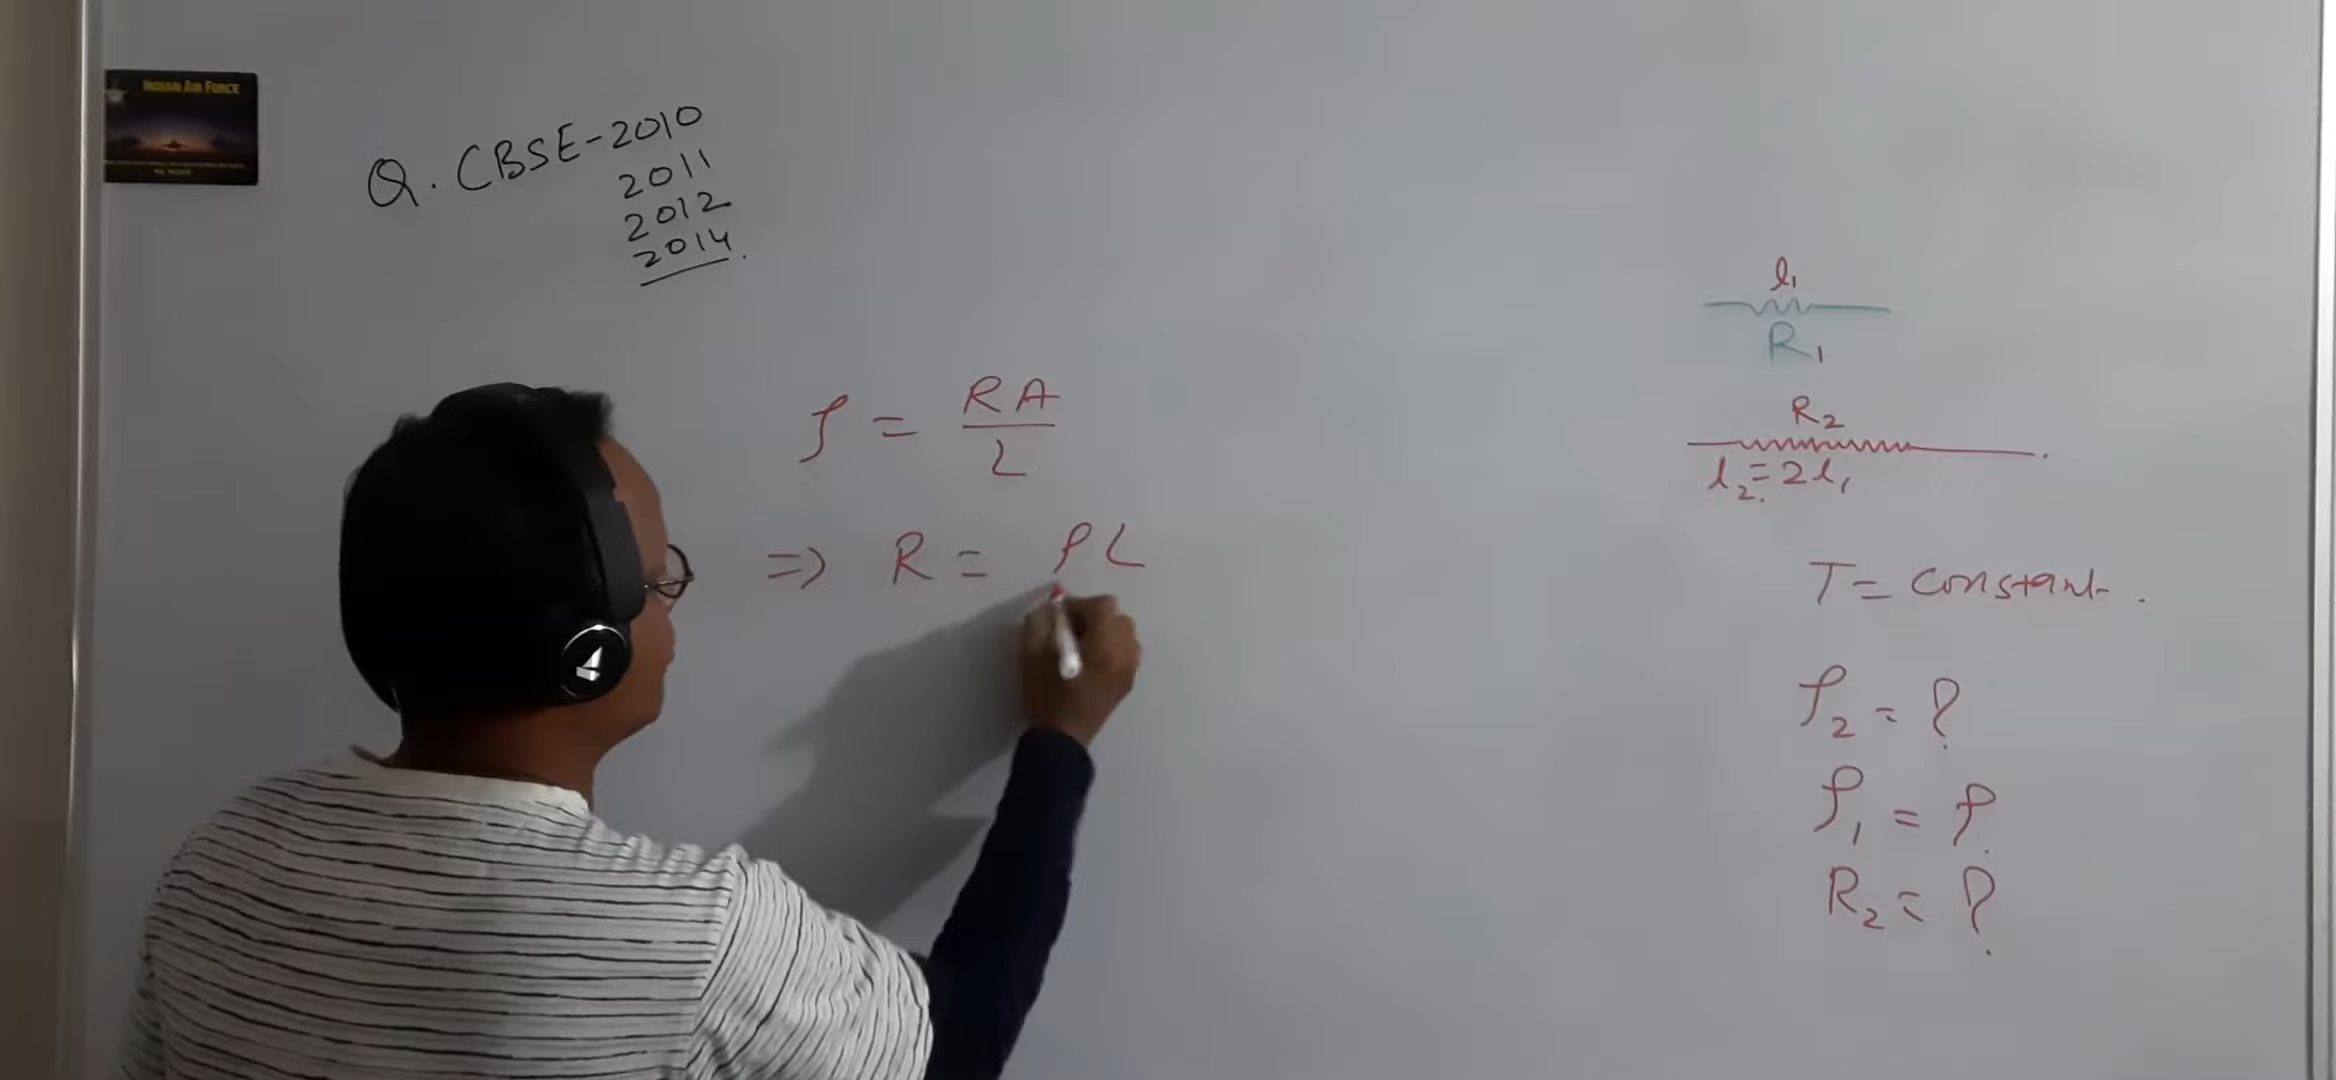 INDIAN AIR FORCE
Q. CBSE-2010
2011
2012
2014.
ρ = RA / L
=> R = ρL
l₁
R₁
R₂
l₂ = 2l₁
T = constant.
ρ₂ = ?
ρ₁ = ρ.
R₂ = ?